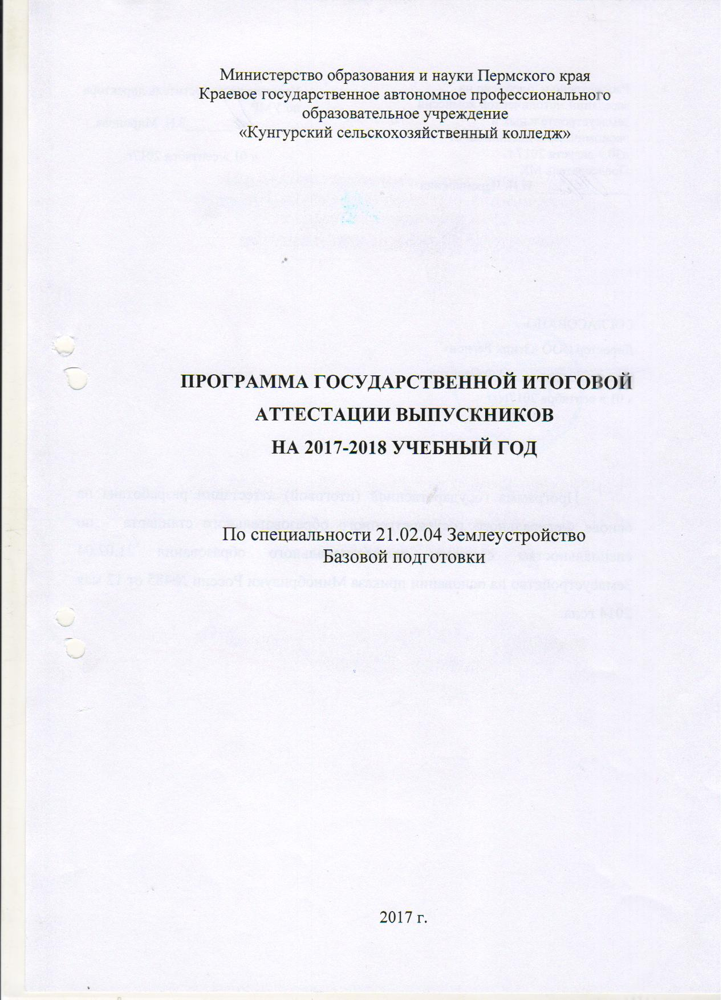 Министерство образования и науки Пермского края
Краевое государственное автономное профессионального
образовательное учреждение
«Кунгурский сельскохозяйственный колледж»
ПРОГРАММА ГОСУДАРСТВЕННОЙ ИТОГОВОЙ
АТТЕСТАЦИИ ВЫПУСКНИКОВ
НА 2017-2018 УЧЕБНЫЙ ГОД
По специальности 21.02.04 Землеустройство
Базовой подготовки
2017 г.